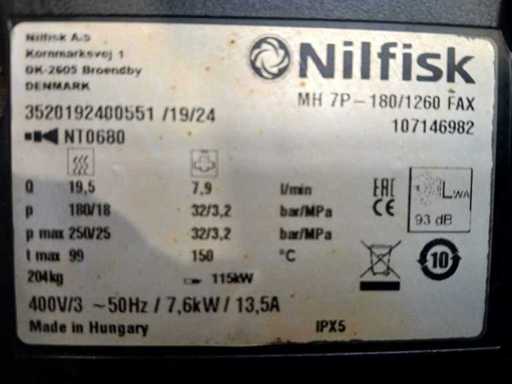 Nilfisk A-S
Kornmarksvej 1
DK-2605 Broendby
DENMARK
Nilfisk
MH 7P-180/1260 FAX
107146982
3520192400551 /19/24
NT0680
Q 19,5 7,9 l/min
p 180/18 32/3,2 bar/MPa
p max 250/25 32/3,2 bar/MPa
t max 99 150 °C
204kg 115kW
400V/3 ~50Hz / 7,6kW / 13,5A
Made in Hungary
IPX5
EAC
CE
LWA
93 dB
10